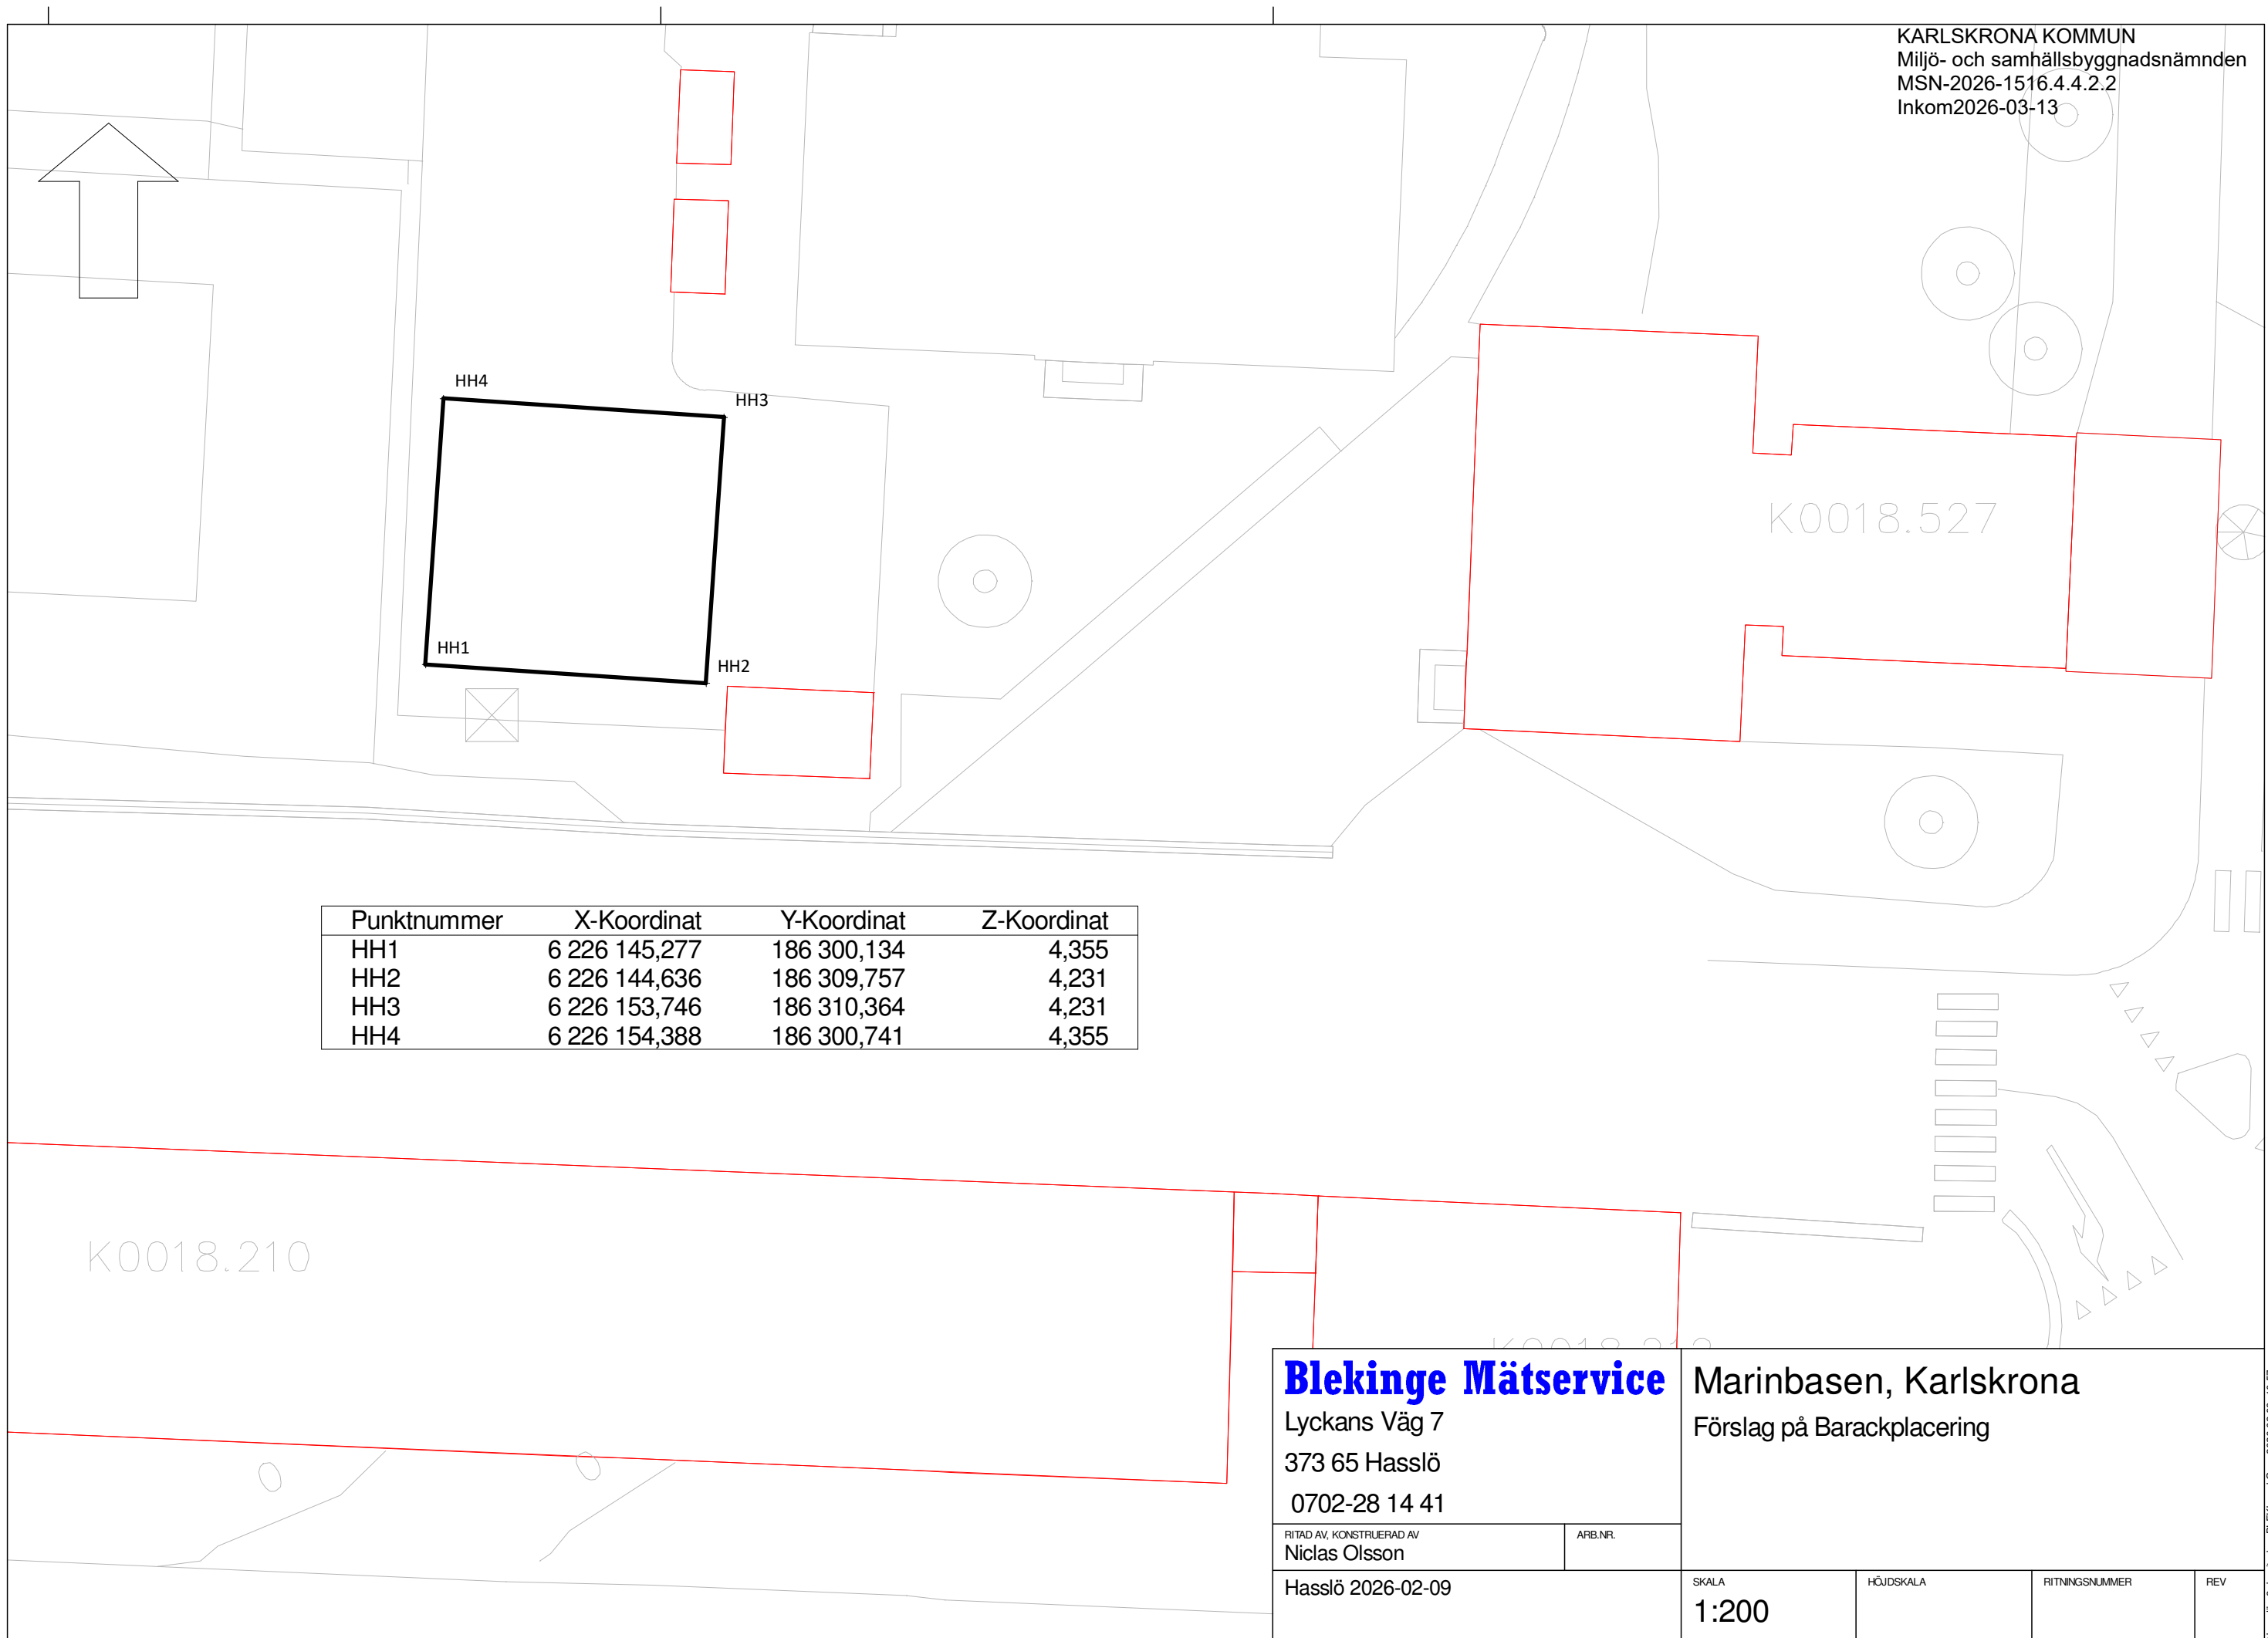 KARLSKRONA KOMMUN
Miljö- och samhällsbyggnadsnämnden
MSN-2026-1516.4.4.2.2
Inkom2026-03-13
HH4
HH3
K0018.527
HH1
HH2
Punktnummer X-Koordinat Y-Koordinat Z-Koordinat
HH1 6 226 145,277 186 300,134 4,355
HH2 6 226 144,636 186 309,757 4,231
HH3 6 226 153,746 186 310,364 4,231
HH4 6 226 154,388 186 300,741 4,355
K0018.210
Blekinge Mätservice
Lyckans Väg 7
373 65 Hasslö
0702-28 14 41
RITAD AV, KONSTRUERAD AV
Niclas Olsson
ARB.NR.
Hasslö 2026-02-09
Marinbasen, Karlskrona
Förslag på Barackplacering
SKALA
1:200
HÖJDSKALA
RITNINGSNUMMER
REV